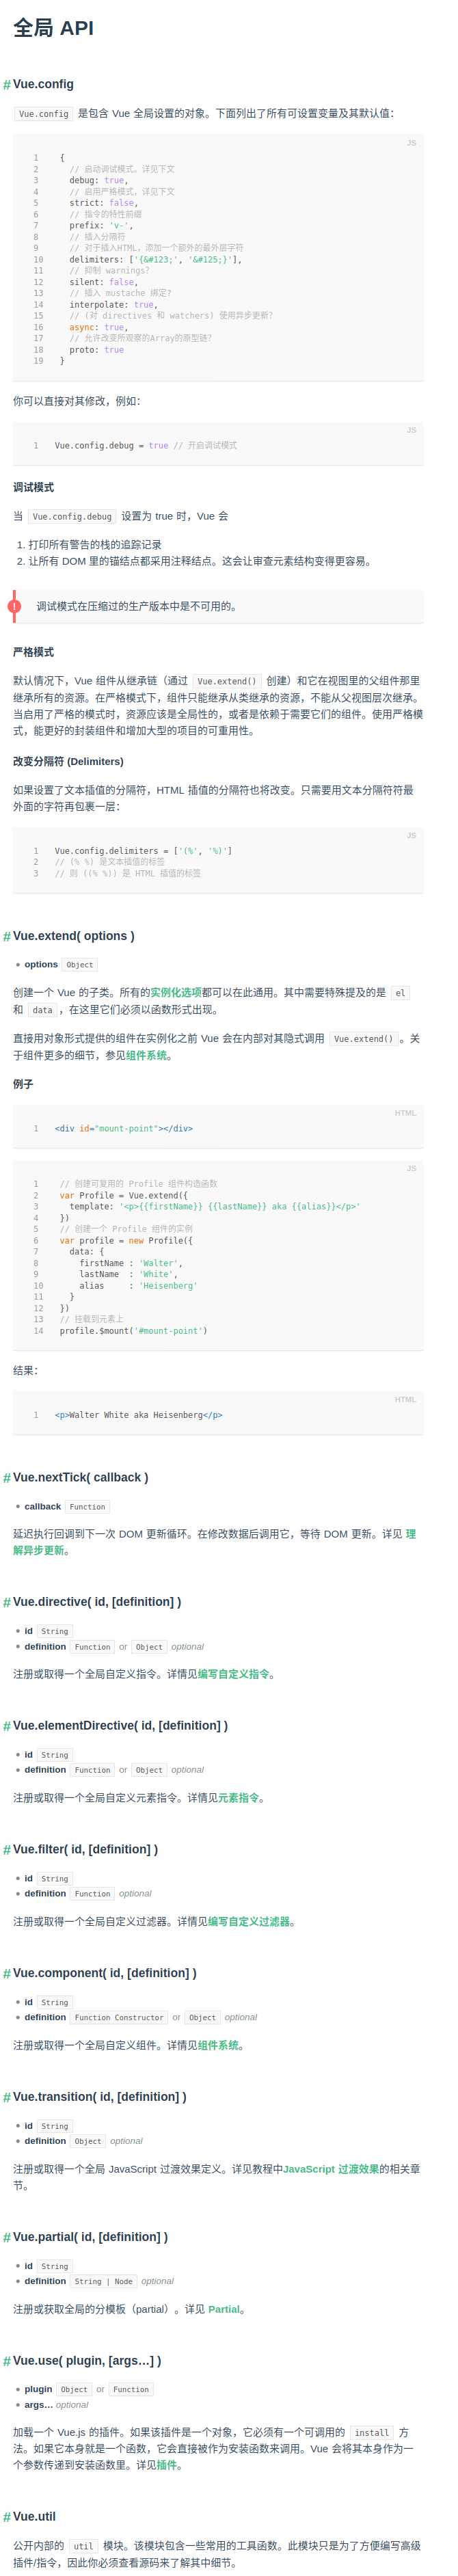 全局 API
# Vue.config
Vue.config 是包含 Vue 全局设置的对象。下面列出了所有可设置变量及其默认值：
JS
1 {
2 // 启动调试模式。详见下文
3 debug: true,
4 // 启用严格模式，详见下文
5 strict: false,
6 // 指令的特性前缀
7 prefix: 'v-',
8 // 插入分隔符
9 // 对于插入HTML，添加一个额外的最外层字符
10 delimiters: ['{&#123;', '&#125;}'],
11 // 抑制 warnings？
12 silent: false,
13 // 插入 mustache 绑定？
14 interpolate: true,
15 // (对 directives 和 watchers) 使用异步更新？
16 async: true,
17 // 允许改变所观察的Array的原型链？
18 proto: true
19 }
你可以直接对其修改，例如：
JS
1 Vue.config.debug = true // 开启调试模式
调试模式
当 Vue.config.debug 设置为 true 时，Vue 会
1. 打印所有警告的栈的追踪记录
2. 让所有 DOM 里的锚结点都采用注释结点。这会让审查元素结构变得更容易。
! 调试模式在压缩过的生产版本中是不可用的。
严格模式
默认情况下，Vue 组件从继承链（通过 Vue.extend() 创建）和它在视图里的父组件那里
继承所有的资源。在严格模式下，组件只能继承从类继承的资源，不能从父视图层次继承。
当启用了严格的模式时，资源应该是全局性的，或者是依赖于需要它们的组件。使用严格模
式，能更好的封装组件和增加大型的项目的可重用性。
改变分隔符 (Delimiters)
如果设置了文本插值的分隔符，HTML 插值的分隔符也将改变。只需要用文本分隔符符最
外面的字符再包裹一层：
JS
1 Vue.config.delimiters = ['(%', '%)']
2 // (% %) 是文本插值的标签
3 // 则 ((% %)) 是 HTML 插值的标签
# Vue.extend( options )
• options Object
创建一个 Vue 的子类。所有的实例化选项都可以在此通用。其中需要特殊提及的是 el
和 data，在这里它们必须以函数形式出现。
直接用对象形式提供的组件在实例化之前 Vue 会在内部对其隐式调用 Vue.extend()。关
于组件更多的细节，参见组件系统。
例子
HTML
1 <div id="mount-point"></div>
JS
1 // 创建可复用的 Profile 组件构造函数
2 var Profile = Vue.extend({
3 template: '<p>{{firstName}} {{lastName}} aka {{alias}}</p>'
4 })
5 // 创建一个 Profile 组件的实例
6 var profile = new Profile({
7 data: {
8 firstName : 'Walter',
9 lastName : 'White',
10 alias : 'Heisenberg'
11 }
12 })
13 // 挂载到元素上
14 profile.$mount('#mount-point')
结果：
HTML
1 <p>Walter White aka Heisenberg</p>
# Vue.nextTick( callback )
• callback Function
延迟执行回调到下一次 DOM 更新循环。在修改数据后调用它，等待 DOM 更新。详见 理
解异步更新。
# Vue.directive( id, [definition] )
• id String
• definition Function or Object optional
注册或取得一个全局自定义指令。详情见编写自定义指令。
# Vue.elementDirective( id, [definition] )
• id String
• definition Function or Object optional
注册或取得一个全局自定义元素指令。详情见元素指令。
# Vue.filter( id, [definition] )
• id String
• definition Function optional
注册或取得一个全局自定义过滤器。详情见编写自定义过滤器。
# Vue.component( id, [definition] )
• id String
• definition Function Constructor or Object optional
注册或取得一个全局自定义组件。详情见组件系统。
# Vue.transition( id, [definition] )
• id String
• definition Object optional
注册或取得一个全局 JavaScript 过渡效果定义。详见教程中JavaScript 过渡效果的相关章
节。
# Vue.partial( id, [definition] )
• id String
• definition String | Node optional
注册或获取全局的分模板（partial）。详见 Partial。
# Vue.use( plugin, [args…] )
• plugin Object or Function
• args… optional
加载一个 Vue.js 的插件。如果该插件是一个对象，它必须有一个可调用的 install 方
法。如果它本身就是一个函数，它会直接被作为安装函数来调用。Vue 会将其本身作为一
个参数传递到安装函数里。详见插件。
# Vue.util
公开内部的 util 模块。该模块包含一些常用的工具函数。此模块只是为了方便编写高级
插件/指令，因此你必须查看源码来了解其中细节。